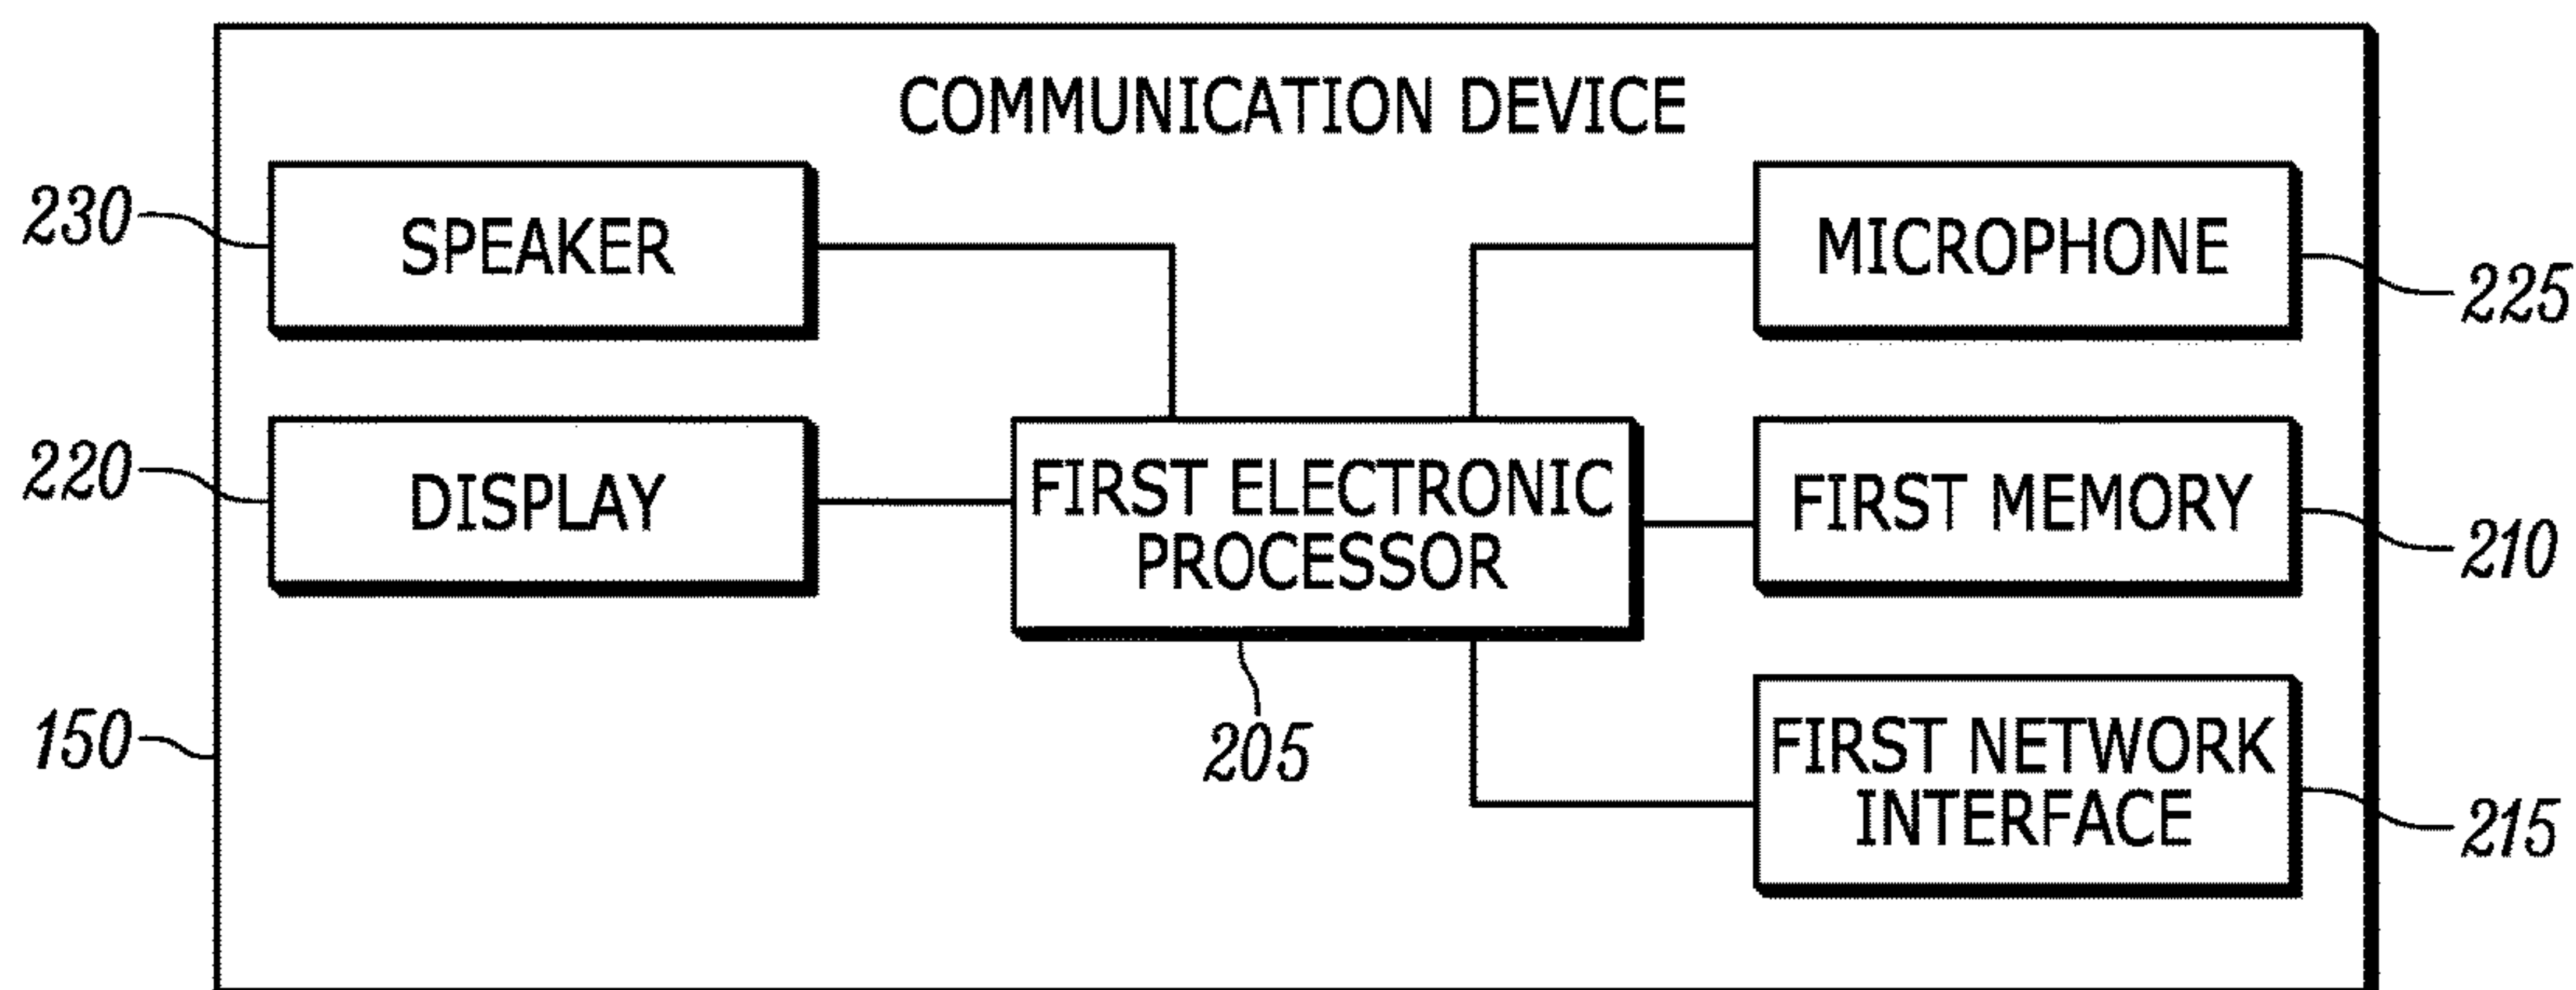 COMMUNICATION DEVICE
230
SPEAKER
MICROPHONE
225
220
DISPLAY
FIRST ELECTRONIC
PROCESSOR
FIRST MEMORY
210
150
205
FIRST NETWORK
INTERFACE
215